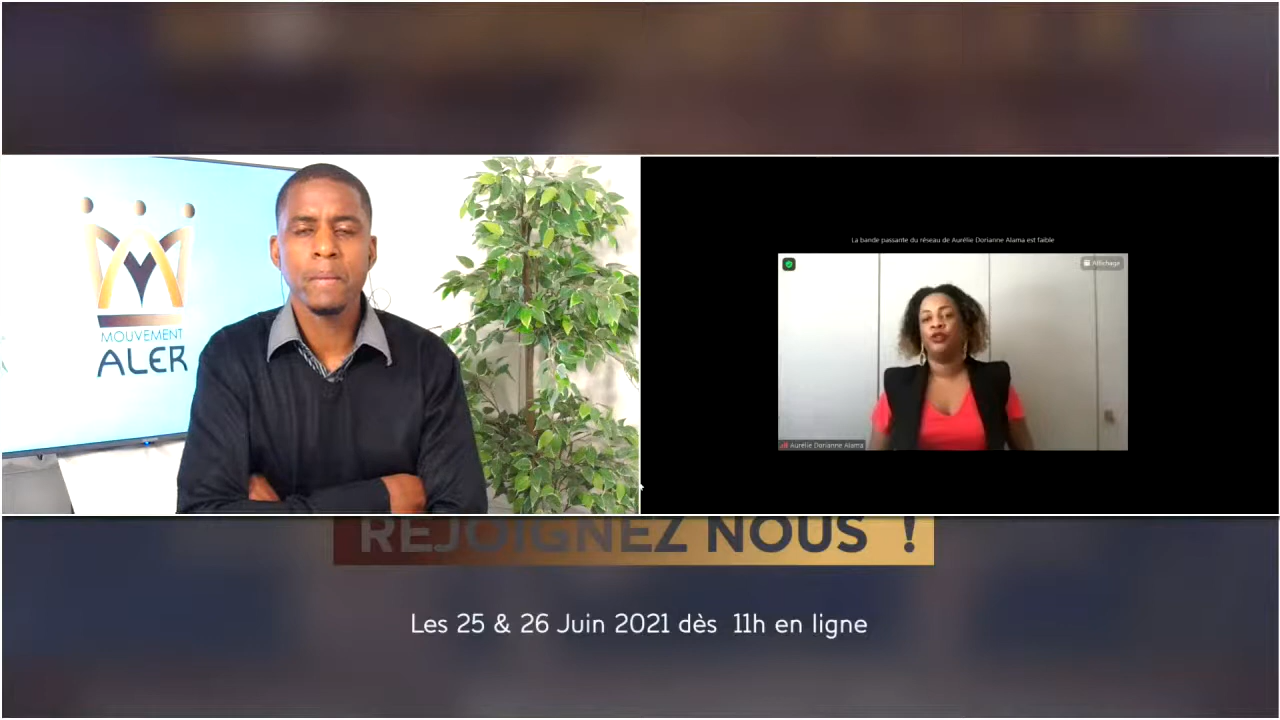 MOUVEMENT
ALER
La bande passante du réseau de Aurélie Dorianne Alama est faible
Affichage
Aurélie Dorianne Alama
REJOIGNEZ NOUS !
Les 25 & 26 Juin 2021 dès 11h en ligne